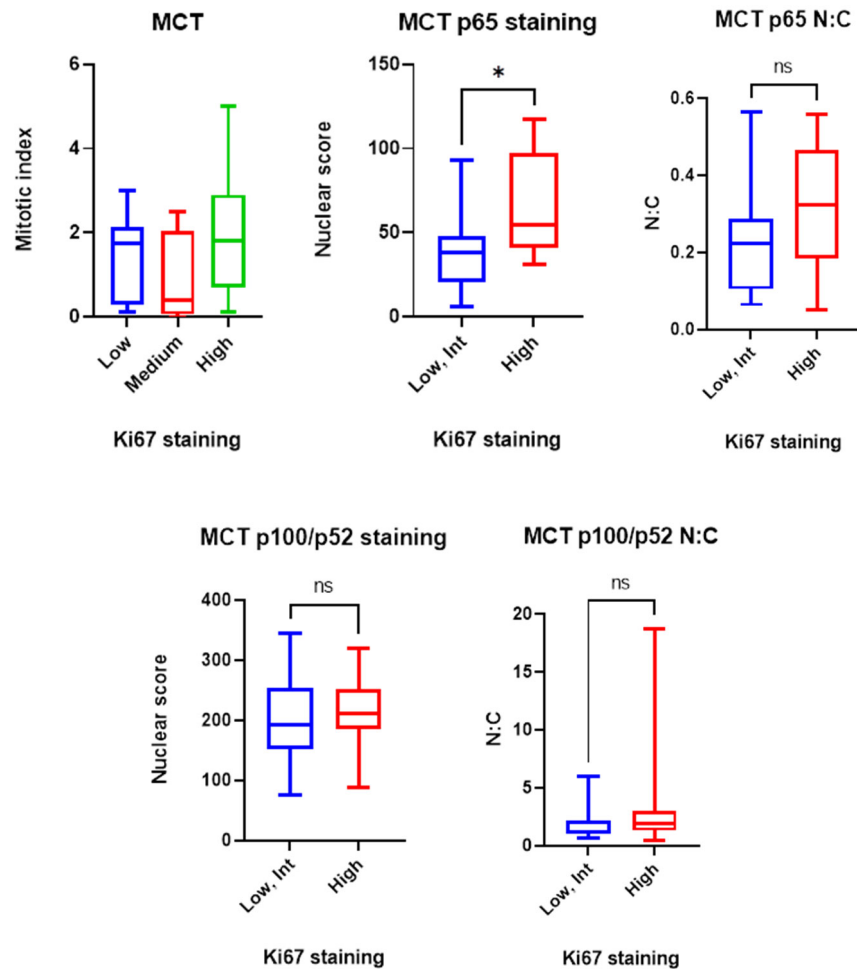 MCT
Mitotic index
6
4
2
0
Low
Medium
High
Ki67 staining
MCT p65 staining
Nuclear score
150
100
50
0
*
Low, Int
High
Ki67 staining
MCT p65 N:C
N:C
0.6
0.4
0.2
0.0
ns
Low, Int
High
Ki67 staining
MCT p100/p52 staining
Nuclear score
400
300
200
100
0
ns
Low, Int
High
Ki67 staining
MCT p100/p52 N:C
N:C
20
15
10
5
0
ns
Low, Int
High
Ki67 staining